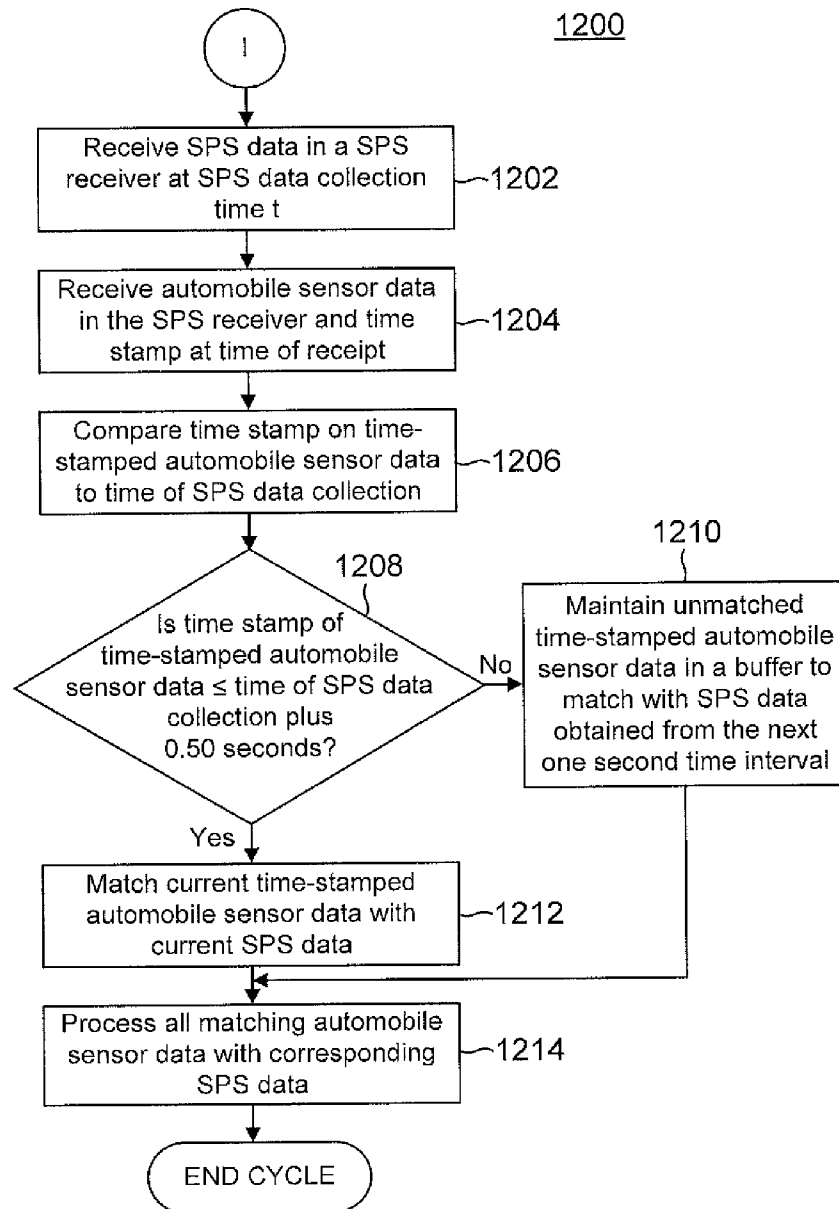 1200
I
Receive SPS data in a SPS
receiver at SPS data collection
time t
1202
Receive automobile sensor data
in the SPS receiver and time
stamp at time of receipt
1204
Compare time stamp on time-
stamped automobile sensor data
to time of SPS data collection
1206
1208
Is time stamp of
time-stamped automobile
sensor data ≤ time of SPS data
collection plus
0.50 seconds?
No
1210
Maintain unmatched
time-stamped automobile
sensor data in a buffer to
match with SPS data
obtained from the next
one second time interval
Yes
Match current time-stamped
automobile sensor data with
current SPS data
1212
Process all matching automobile
sensor data with corresponding
SPS data
1214
END CYCLE